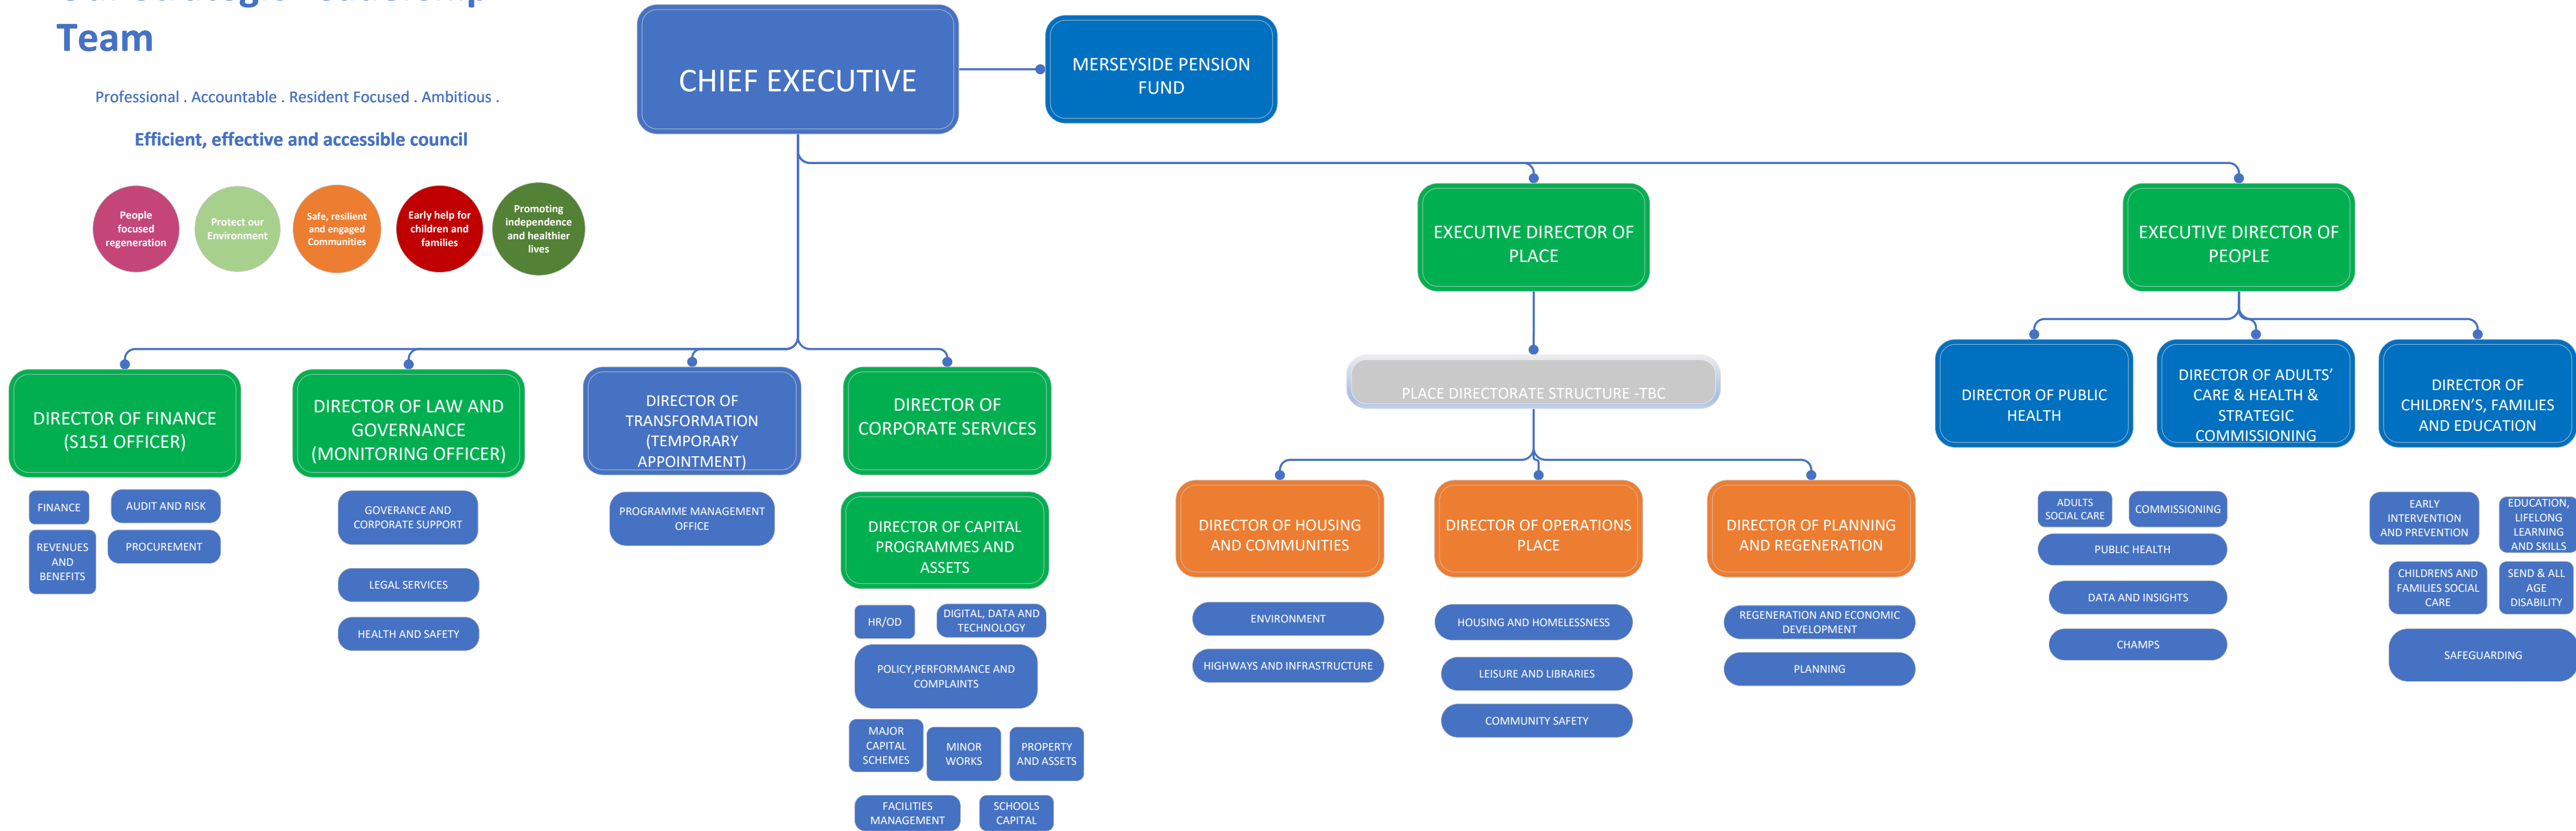 Team
Professional . Accountable . Resident Focused . Ambitious .
Efficient, effective and accessible council
People
focused
regeneration
Protect our
Environment
Safe, resilient
and engaged
Communities
Early help for
children and
families
Promoting
independence
and healthier
lives
CHIEF EXECUTIVE
MERSEYSIDE PENSION
FUND
EXECUTIVE DIRECTOR OF
PLACE
EXECUTIVE DIRECTOR OF
PEOPLE
DIRECTOR OF FINANCE
(S151 OFFICER)
DIRECTOR OF LAW AND
GOVERNANCE
(MONITORING OFFICER)
DIRECTOR OF
TRANSFORMATION
(TEMPORARY
APPOINTMENT)
DIRECTOR OF
CORPORATE SERVICES
PLACE DIRECTORATE STRUCTURE -TBC
DIRECTOR OF PUBLIC
HEALTH
DIRECTOR OF ADULTS’
CARE & HEALTH &
STRATEGIC
COMMISSIONING
DIRECTOR OF
CHILDREN’S, FAMILIES
AND EDUCATION
FINANCE
AUDIT AND RISK
REVENUES
AND
BENEFITS
PROCUREMENT
GOVERANCE AND
CORPORATE SUPPORT
LEGAL SERVICES
HEALTH AND SAFETY
PROGRAMME MANAGEMENT
OFFICE
DIRECTOR OF CAPITAL
PROGRAMMES AND
ASSETS
HR/OD
DIGITAL, DATA AND
TECHNOLOGY
POLICY,PERFORMANCE AND
COMPLAINTS
MAJOR
CAPITAL
SCHEMES
MINOR
WORKS
PROPERTY
AND ASSETS
FACILITIES
MANAGEMENT
SCHOOLS
CAPITAL
DIRECTOR OF HOUSING
AND COMMUNITIES
ENVIRONMENT
HIGHWAYS AND INFRASTRUCTURE
DIRECTOR OF OPERATIONS
PLACE
HOUSING AND HOMELESSNESS
LEISURE AND LIBRARIES
COMMUNITY SAFETY
DIRECTOR OF PLANNING
AND REGENERATION
REGENERATION AND ECONOMIC
DEVELOPMENT
PLANNING
ADULTS
SOCIAL CARE
COMMISSIONING
PUBLIC HEALTH
DATA AND INSIGHTS
CHAMPS
EARLY
INTERVENTION
AND PREVENTION
EDUCATION,
LIFELONG
LEARNING
AND SKILLS
CHILDRENS AND
FAMILIES SOCIAL
CARE
SEND & ALL
AGE
DISABILITY
SAFEGUARDING